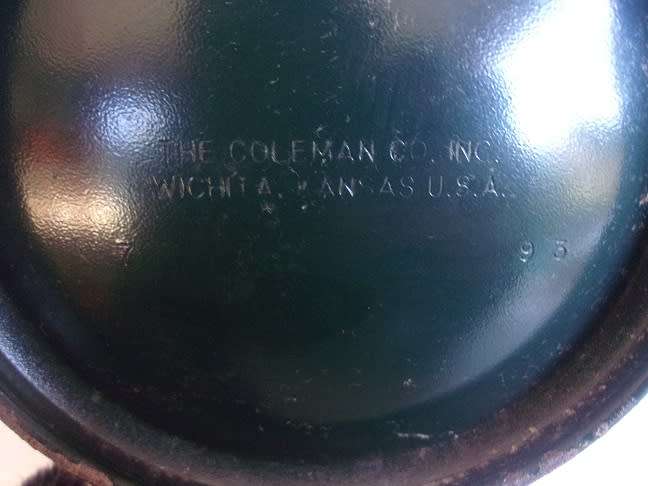 THE COLEMAN CO. INC.
WICHITA, KANSAS U.S.A.
7 93